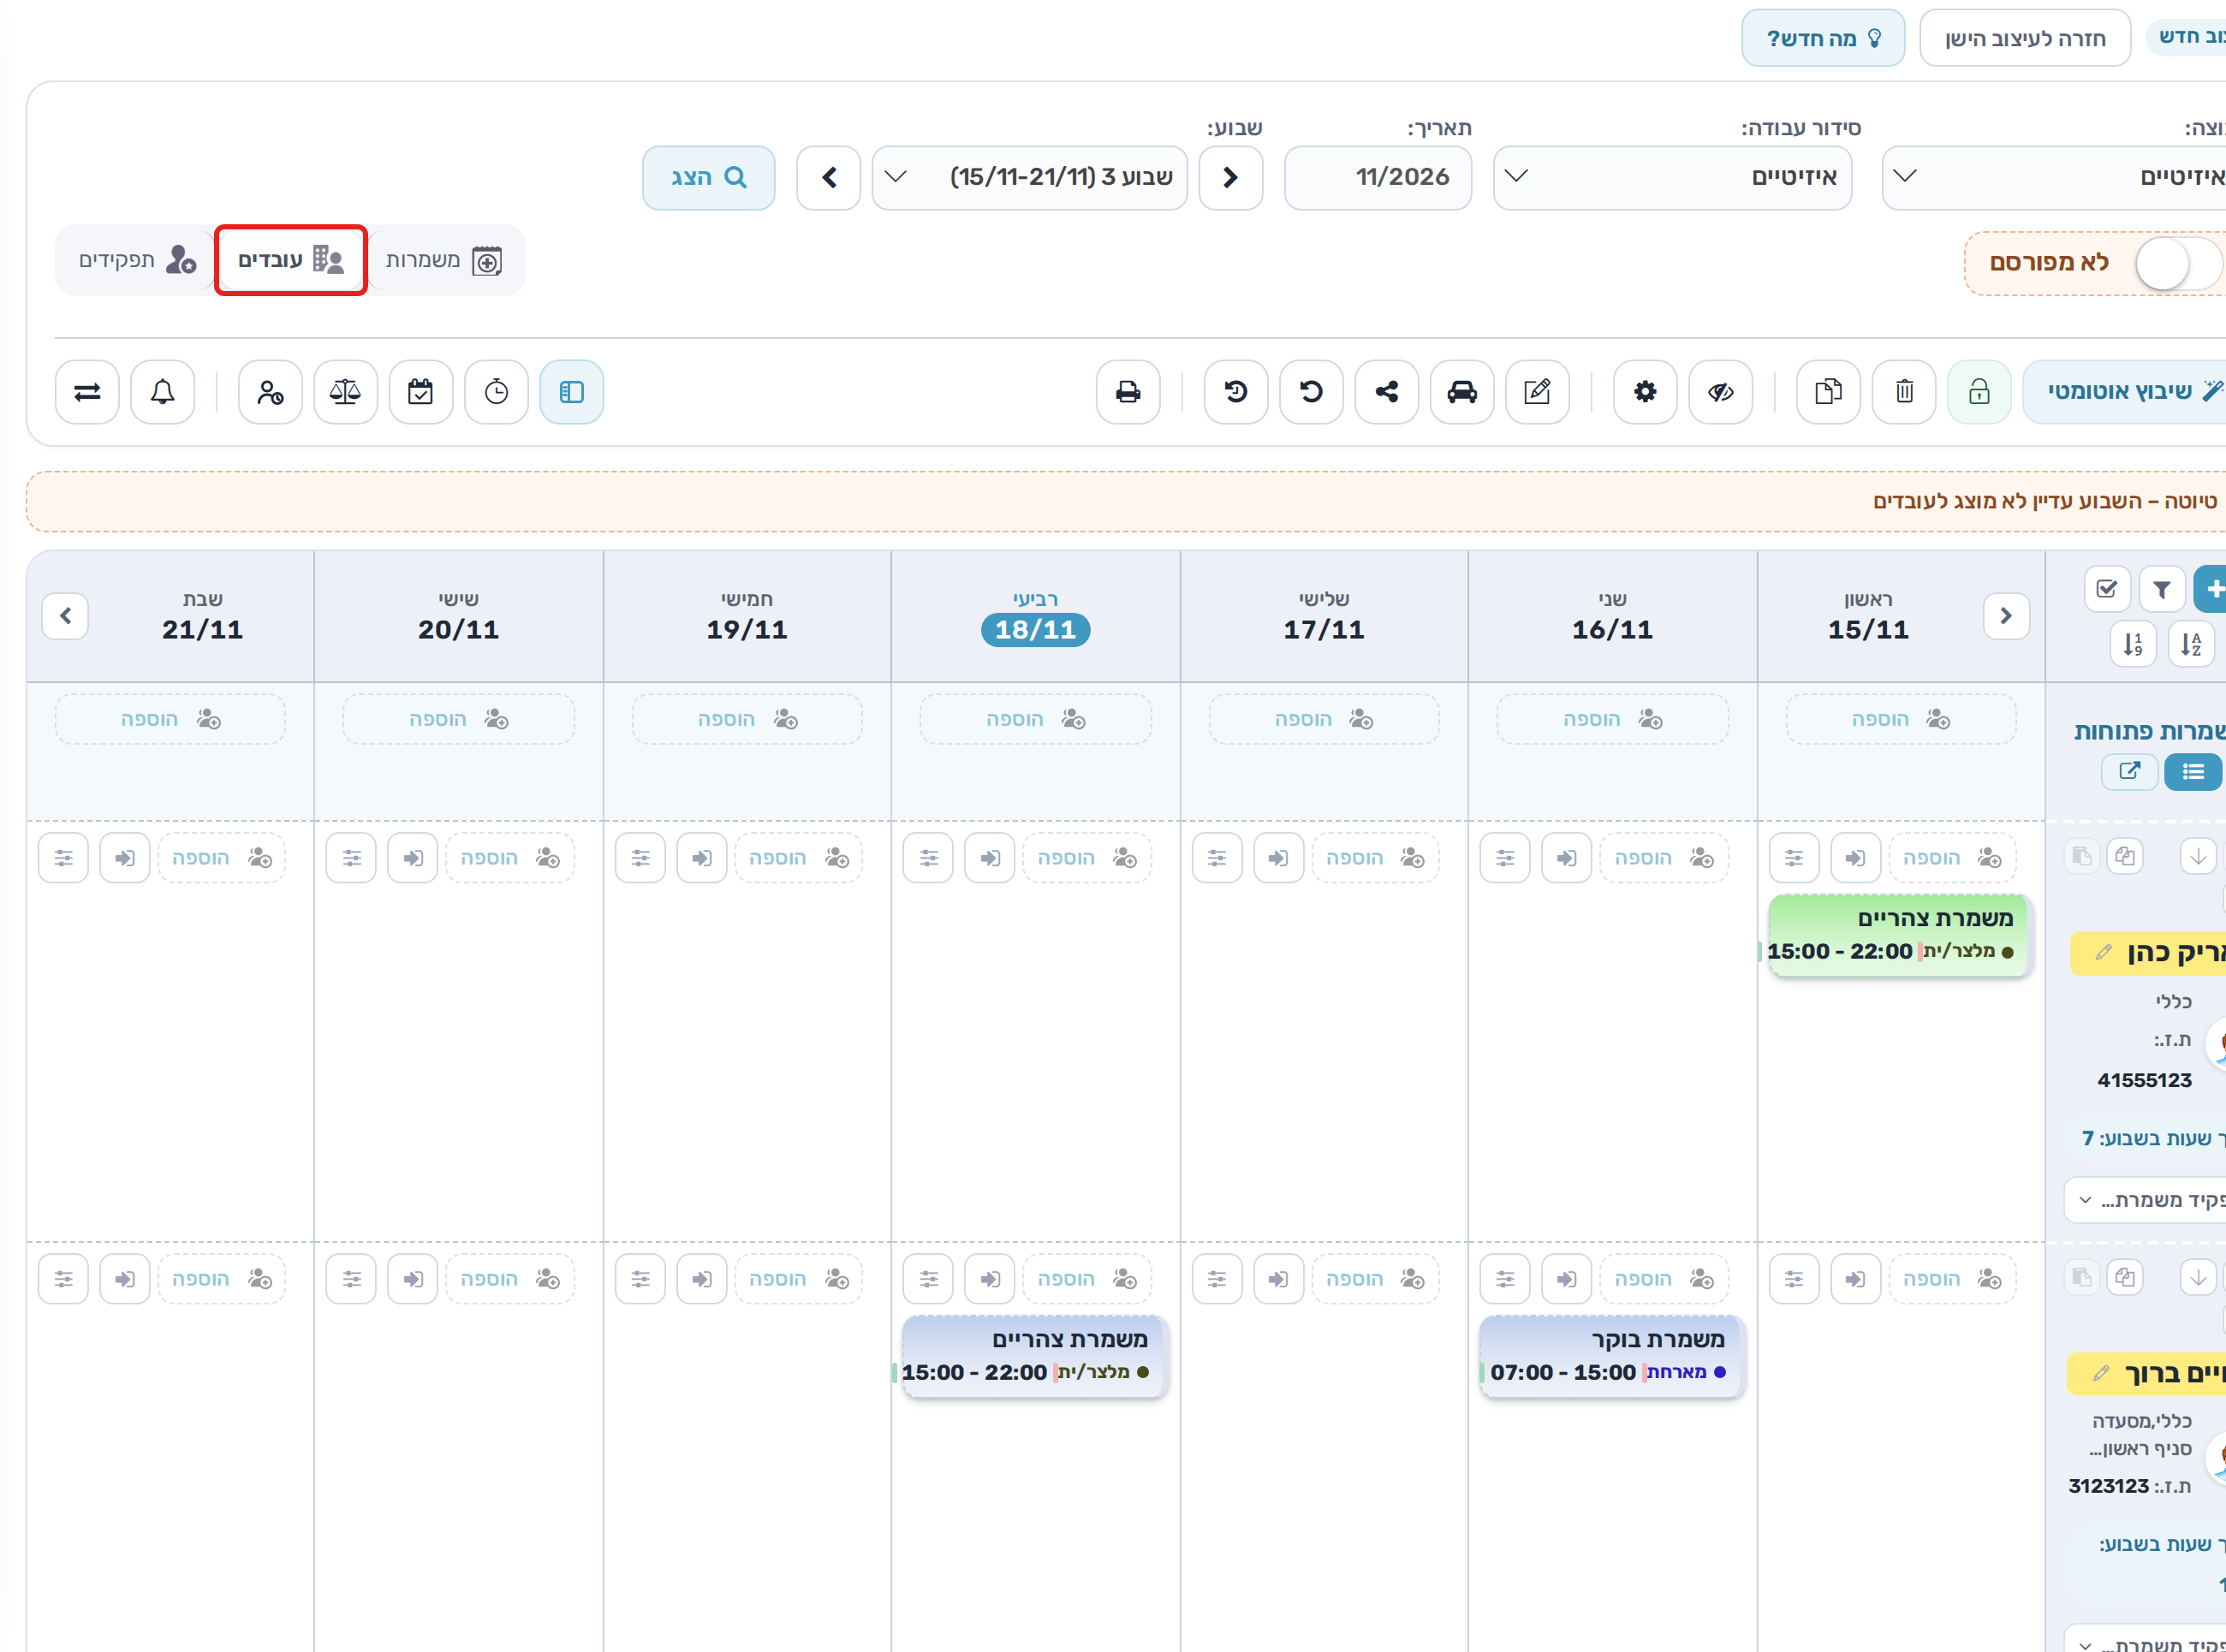 חדש
חזרה לעיצוב הישן
מה חדש?
סידור עבודה:
תאריך:
שבוע:
איזיטיים
איזיטיים
11/2026
שבוע 3 (15/11-21/11)
הצג
לא מפורסם
משמרות
עובדים
תפקידים
שיבוץ אוטומטי
טיוטה – השבוע עדיין לא מוצג לעובדים
ראשון
שני
שלישי
רביעי
חמישי
שישי
שבת
15/11
16/11
17/11
18/11
19/11
20/11
21/11
פתוחות
הוספה
הוספה
הוספה
הוספה
הוספה
הוספה
הוספה
הוספה
הוספה
הוספה
הוספה
הוספה
הוספה
הוספה
משמרת צהריים
מלצר/ית
15:00 - 22:00
כהן
כללי
ת.ז.:
41555123
שעות בשבוע: 7
משמרת...
הוספה
הוספה
הוספה
הוספה
הוספה
הוספה
הוספה
משמרת בוקר
מארחת
07:00 - 15:00
משמרת צהריים
מלצר/ית
15:00 - 22:00
ברוך
כללי,מסעדה
סניף ראשון...
ת.ז.: 3123123
שעות בשבוע:
משמרת...